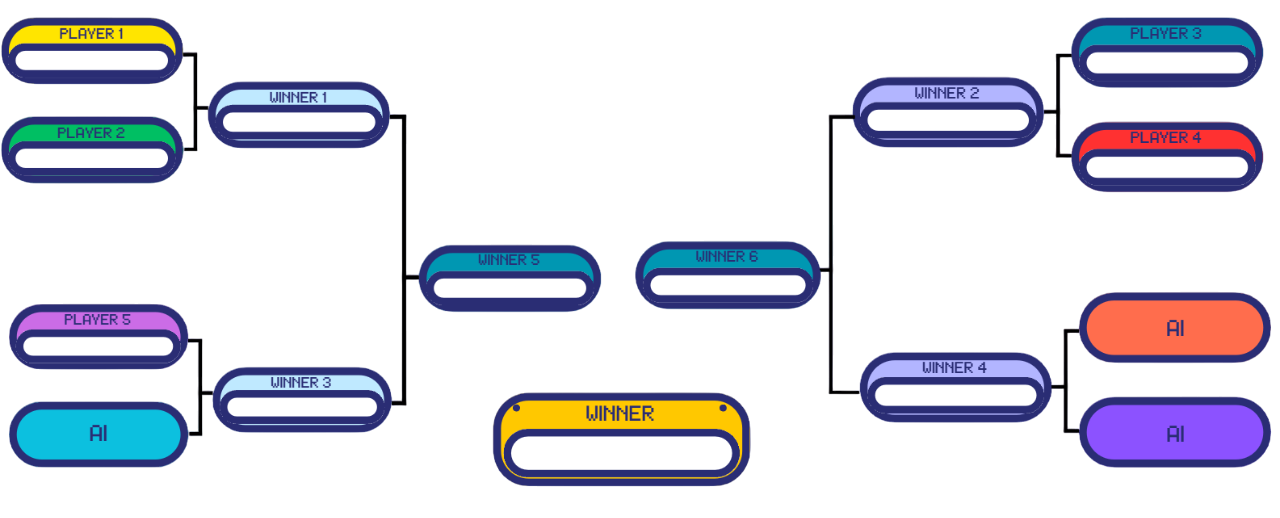 PLAYER 1
PLAYER 2
WINNER 1
PLAYER 5
AI
WINNER 3
WINNER 5
WINNER 6
WINNER 2
PLAYER 3
PLAYER 4
WINNER 4
AI
AI
WINNER